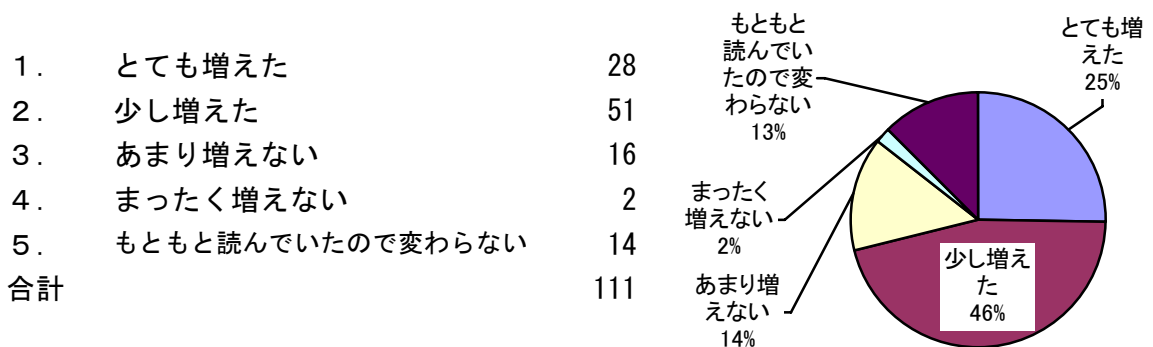 １. とても増えた 28
２. 少し増えた 51
３. あまり増えない 16
４. まったく増えない 2
５. もともと読んでいたので変わらない 14
合計 111
もともと
読んでい
たので変
わらない
13%
とても増
えた
25%
まったく
増えない
2%
あまり増
えない
14%
少し増え
た
46%